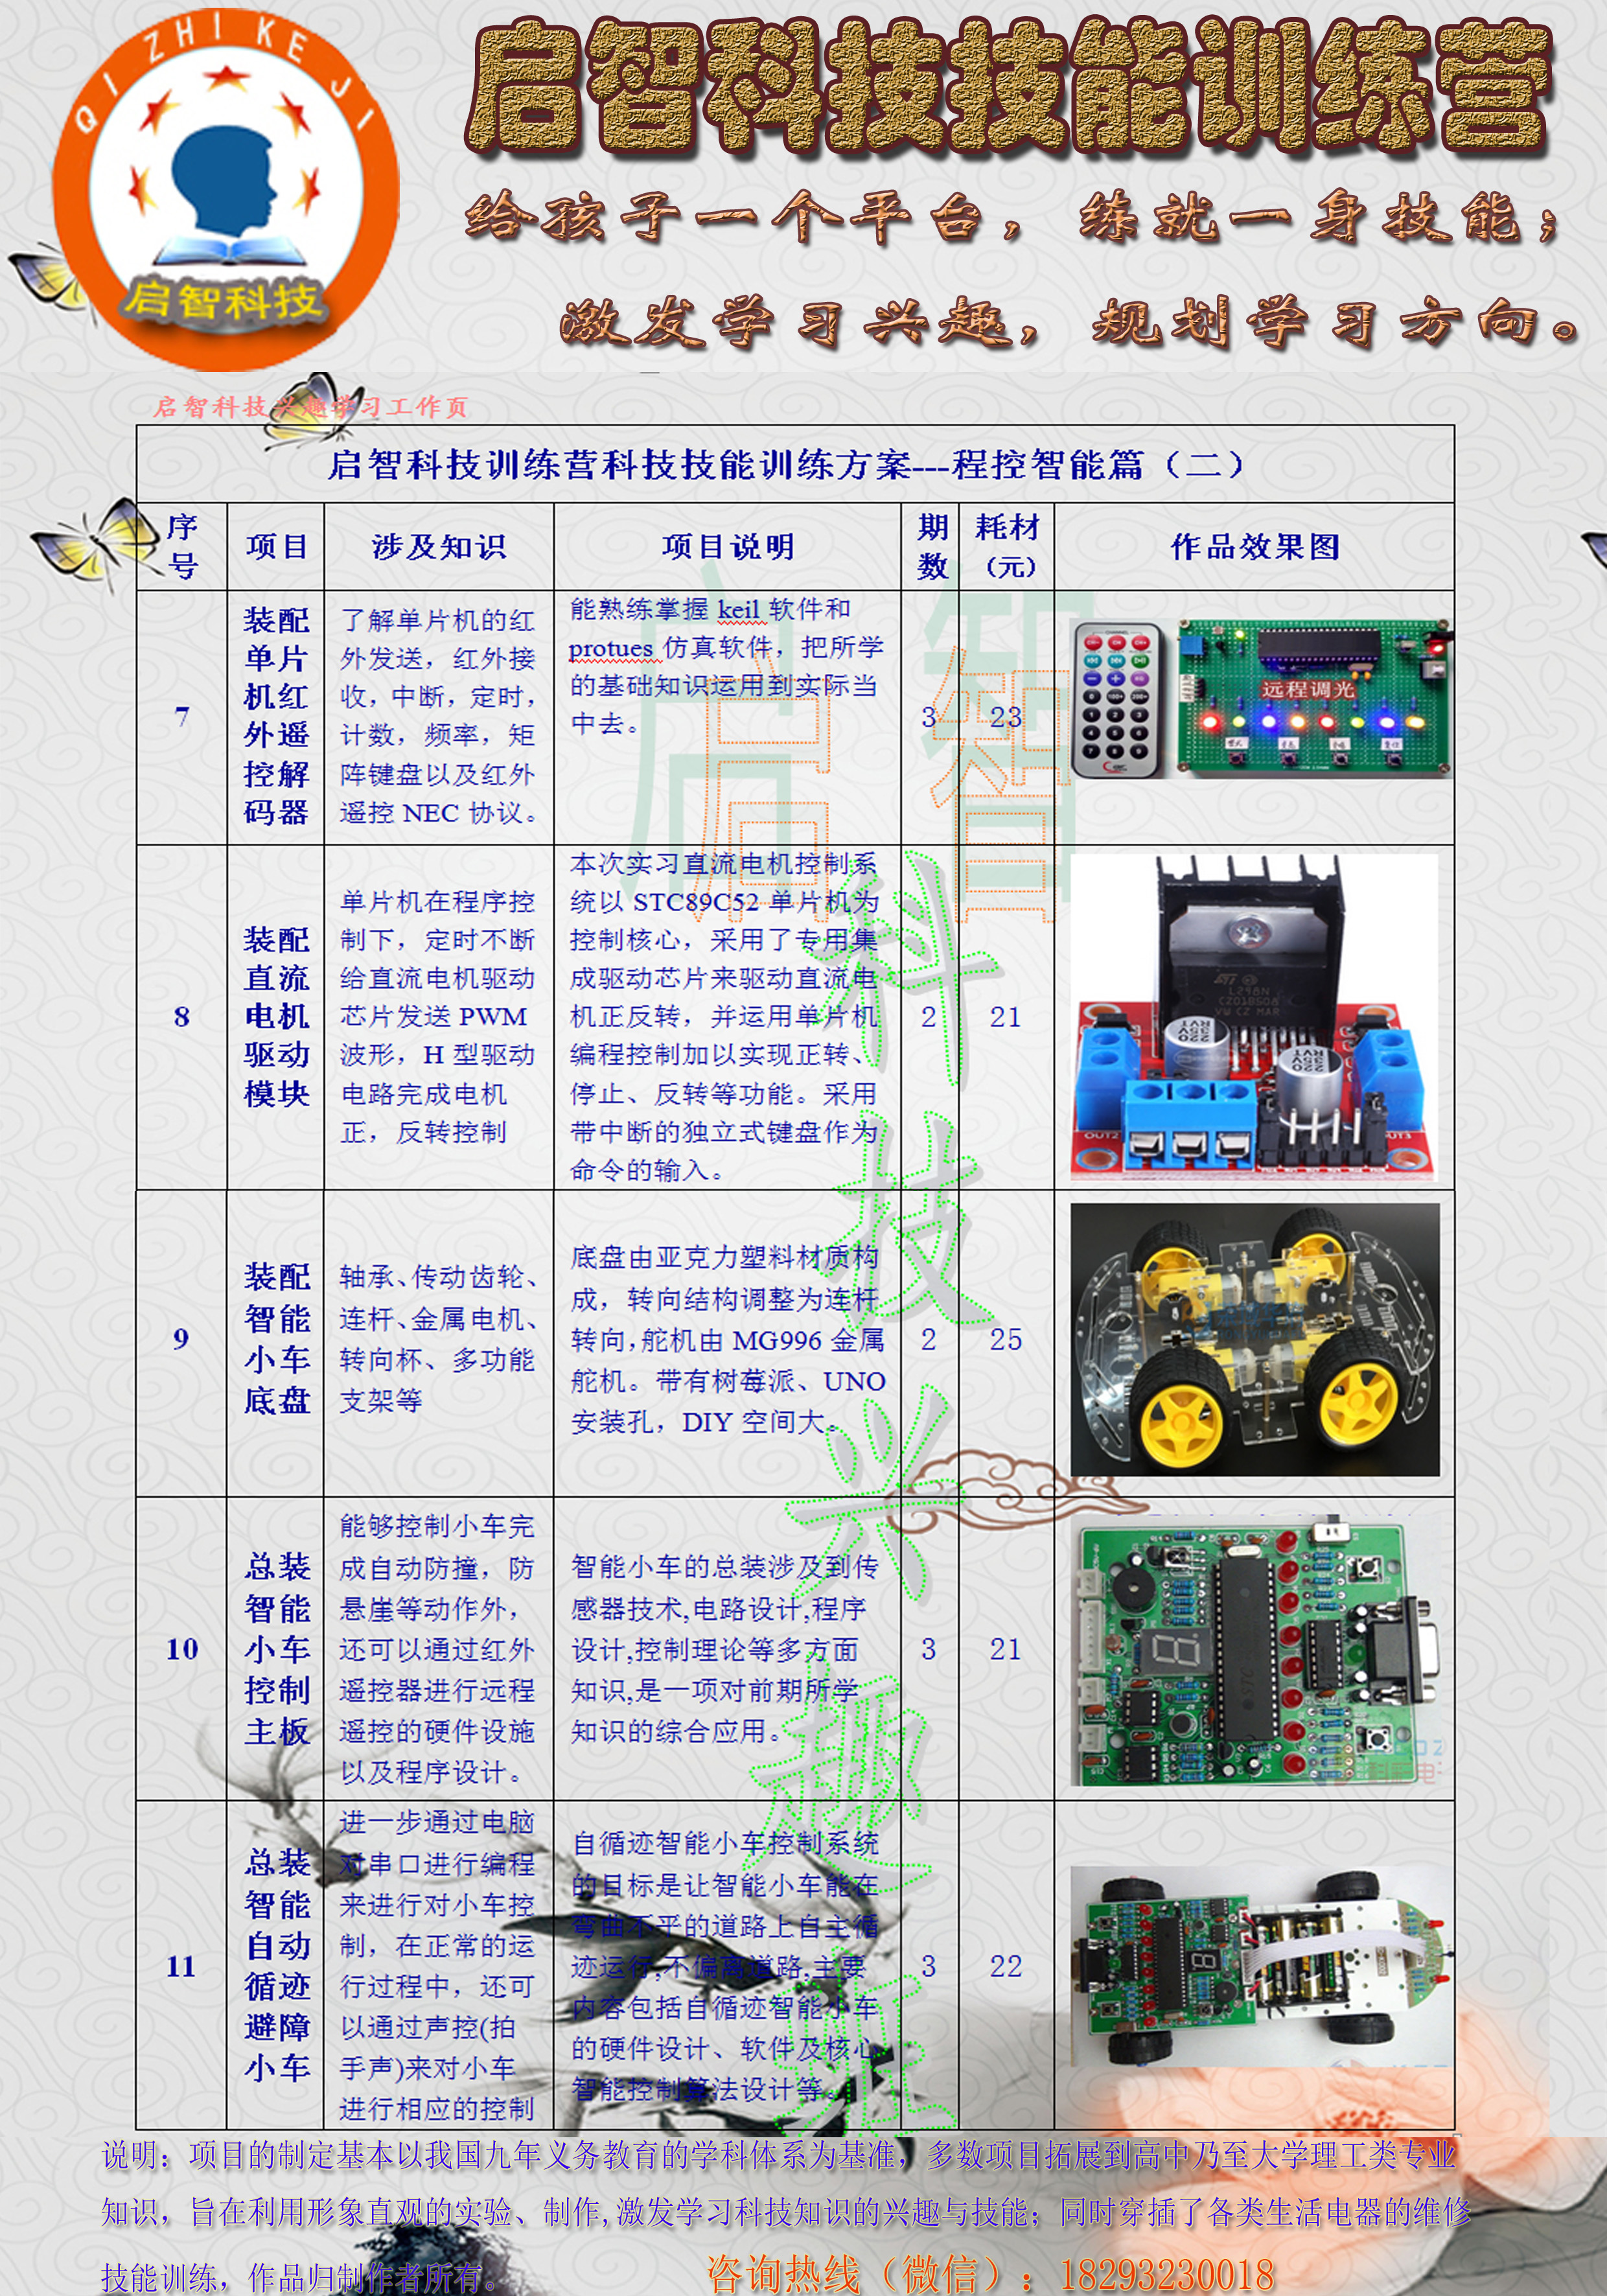 QI ZHI KE JI
启智科技
启智科技技能训练营
给孩子一个平台，练就一身技能；
激发学习兴趣，规划学习方向。
启智科技兴趣学习工作页
启智科技训练营科技技能训练方案---程控智能篇（二）
序号
项目
涉及知识
项目说明
期数
耗材（元）
作品效果图
7
装配
单片
机红
外遥
控解
码器
了解单片机的红
外发送，红外接
收，中断，定时，
计数，频率，矩
阵键盘以及红外
遥控 NEC 协议。
能熟练掌握 keil 软件和
protues 仿真软件，把所学
的基础知识运用到实际当
中去。
3
23
远程调光
8
装配
直流
电机
驱动
模块
单片机在程序控
制下，定时不断
给直流电机驱动
芯片发送 PWM
波形，H 型驱动
电路完成电机
正，反转控制
本次实习直流电机控制系
统以 STC89C52 单片机为
控制核心，采用了专用集
成驱动芯片来驱动直流电
机正反转，并运用单片机
编程控制加以实现正转、
停止、反转等功能。采用
带中断的独立式键盘作为
命令的输入。
2
21
L298N
CZ01BS08
VW CZ MAR
220
35V
RVT
220
35V
RVT
OUT2
OUT3
9
装配
智能
小车
底盘
轴承、传动齿轮、
连杆、金属电机、
转向杯、多功能
支架等
底盘由亚克力塑料材质构
成，转向结构调整为连杆
转向，舵机由 MG996 金属
舵机。带有树莓派、UNO
安装孔，DIY 空间大。
2
25
10
总装
智能
小车
控制
主板
能够控制小车完
成自动防撞，防
悬崖等动作外，
还可以通过红外
遥控器进行远程
遥控的硬件设施
以及程序设计。
智能小车的总装涉及到传
感器技术,电路设计,程序
设计,控制理论等多方面
知识,是一项对前期所学
知识的综合应用。
3
21
11
总装
智能
自动
循迹
避障
小车
进一步通过电脑
对串口进行编程
来进行对小车控
制，在正常的运
行过程中，还可
以通过声控(拍
手声)来对小车
进行相应的控制
自循迹智能小车控制系统
的目标是让智能小车能在
弯曲不平的道路上自主循
迹运行,不偏离道路,主要
内容包括自循迹智能小车
的硬件设计、软件及核心
智能控制算法设计等。
3
22
启智
科技兴趣班
说明：项目的制定基本以我国九年义务教育的学科体系为基准，多数项目拓展到高中乃至大学理工类专业
知识，旨在利用形象直观的实验、制作,激发学习科技知识的兴趣与技能；同时穿插了各类生活电器的维修
技能训练，作品归制作者所有。
咨询热线（微信）：18293230018